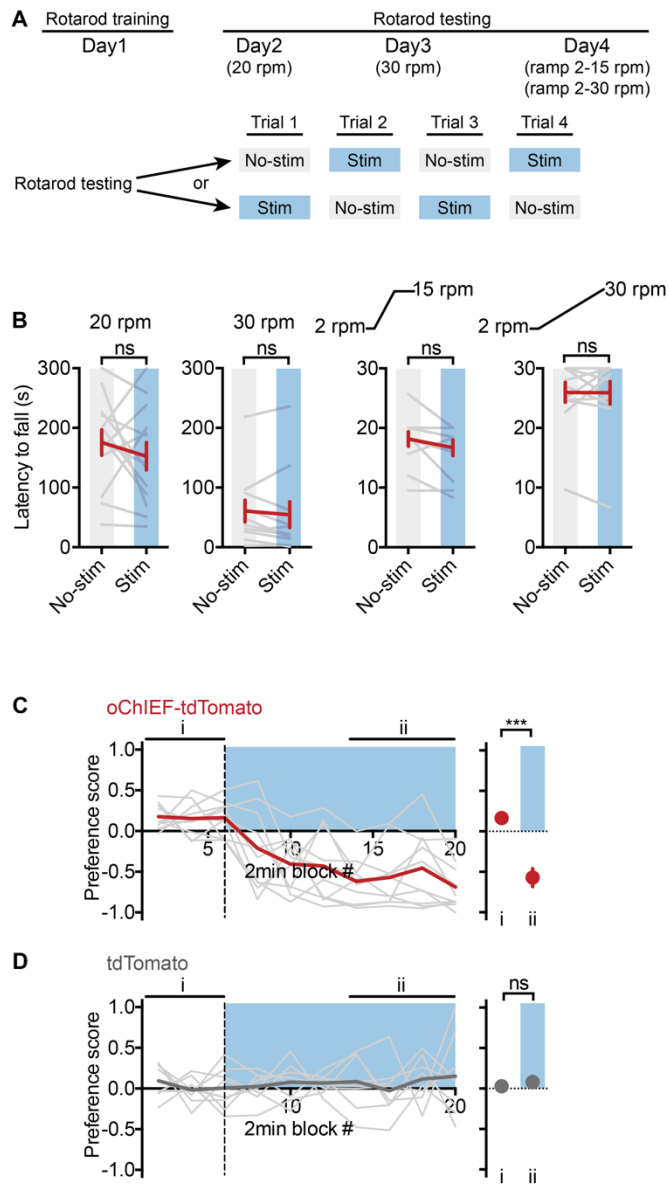 A
Rotarod training Rotarod testing
Day1 Day2 Day3 Day4
(20 rpm) (30 rpm) (ramp 2-15 rpm)
(ramp 2-30 rpm)
Trial 1 Trial 2 Trial 3 Trial 4
No-stim Stim No-stim Stim
Rotarod testing or
Stim No-stim Stim No-stim
B
20 rpm 30 rpm 2 rpm 15 rpm 2 rpm 30 rpm
ns ns ns ns
Latency to fall (s)
300 300 30 30
200 200 20 20
100 100 10 10
0 0 0 0
No-stim Stim No-stim Stim No-stim Stim No-stim Stim
C
oChIEF-tdTomato
i ii ***
Preference score
1.0
0.5
0.0
-0.5
-1.0
5 10 15 20
2min block #
i ii
D
tdTomato
i ii ns
Preference score
1.0
0.5
0.0
-0.5
-1.0
10 20
2min block #
i ii